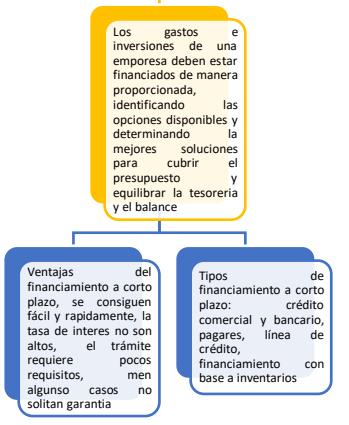 Los gastos e
inversiones de una
emporesa deben estar
financiados de manera
proporcionada,
identificando las
opciones disponibles y
determinando la
mejores soluciones
para cubrir el
presupuesto y
equilibrar la tesoreria
y el balance
Ventajas del
financiamiento a corto
plazo, se consiguen
fácil y rapidamente, la
tasa de interes no son
altos, el trámite
requiere pocos
requisitos, men
algunso casos no
solitan garantia
Tipos de
financiamiento a corto
plazo: crédito
comercial y bancario,
pagares, línea de
crédito,
financiamiento con
base a inventarios